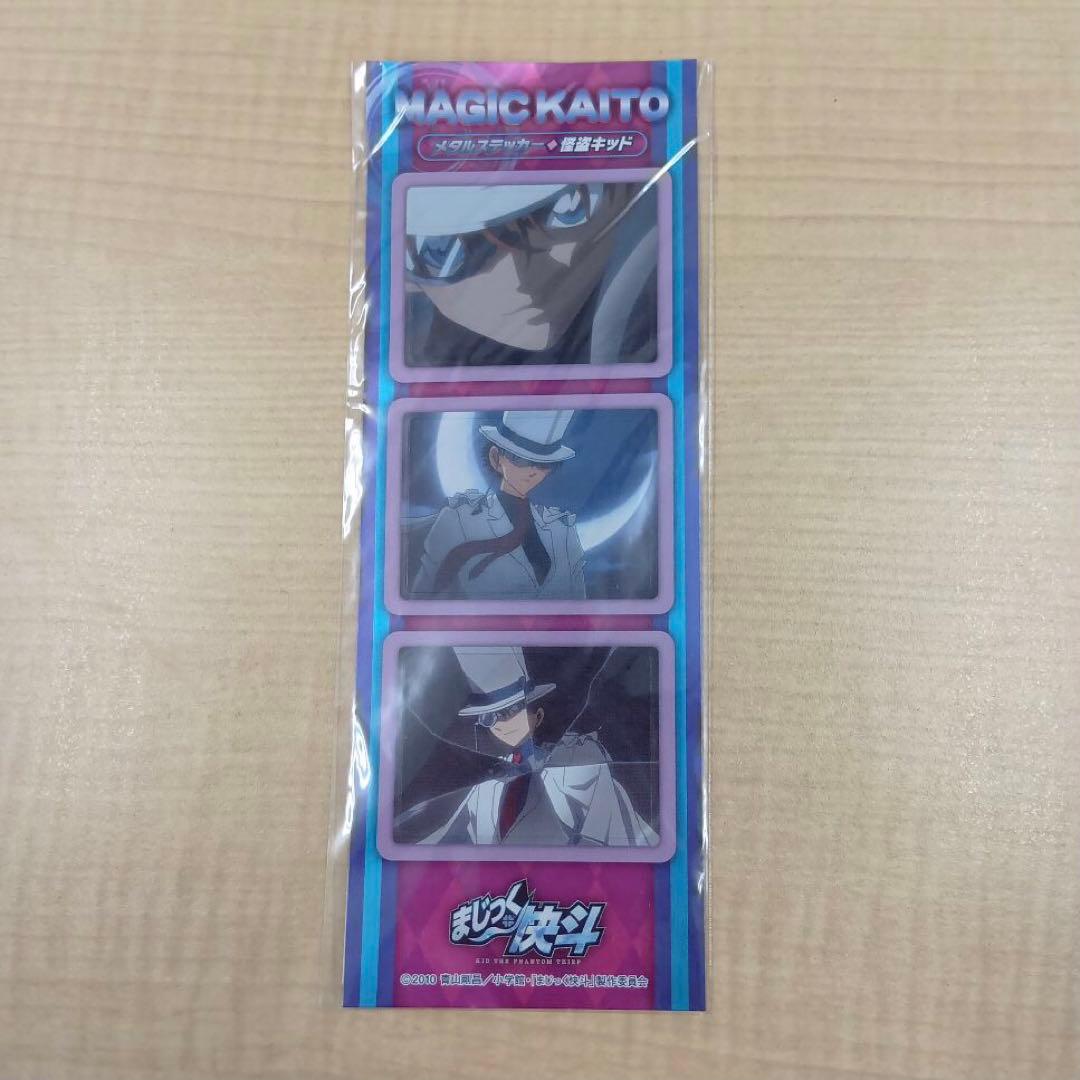 MAGIC KAITO
メタルステッカー◆怪盗キッド
まじっく快斗
KID THE PHANTOM THIEF
©2010 青山剛昌／小学館・「まじっく快斗」製作委員会